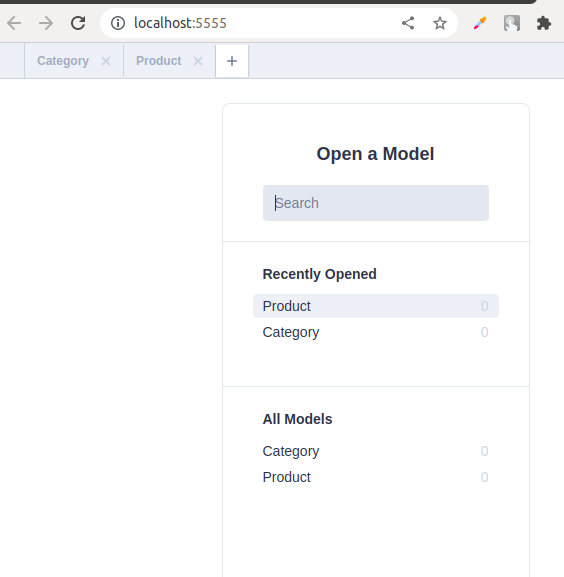 localhost:5555
Category × Product × +
Open a Model
Search
Recently Opened
Product 0
Category 0
All Models
Category 0
Product 0